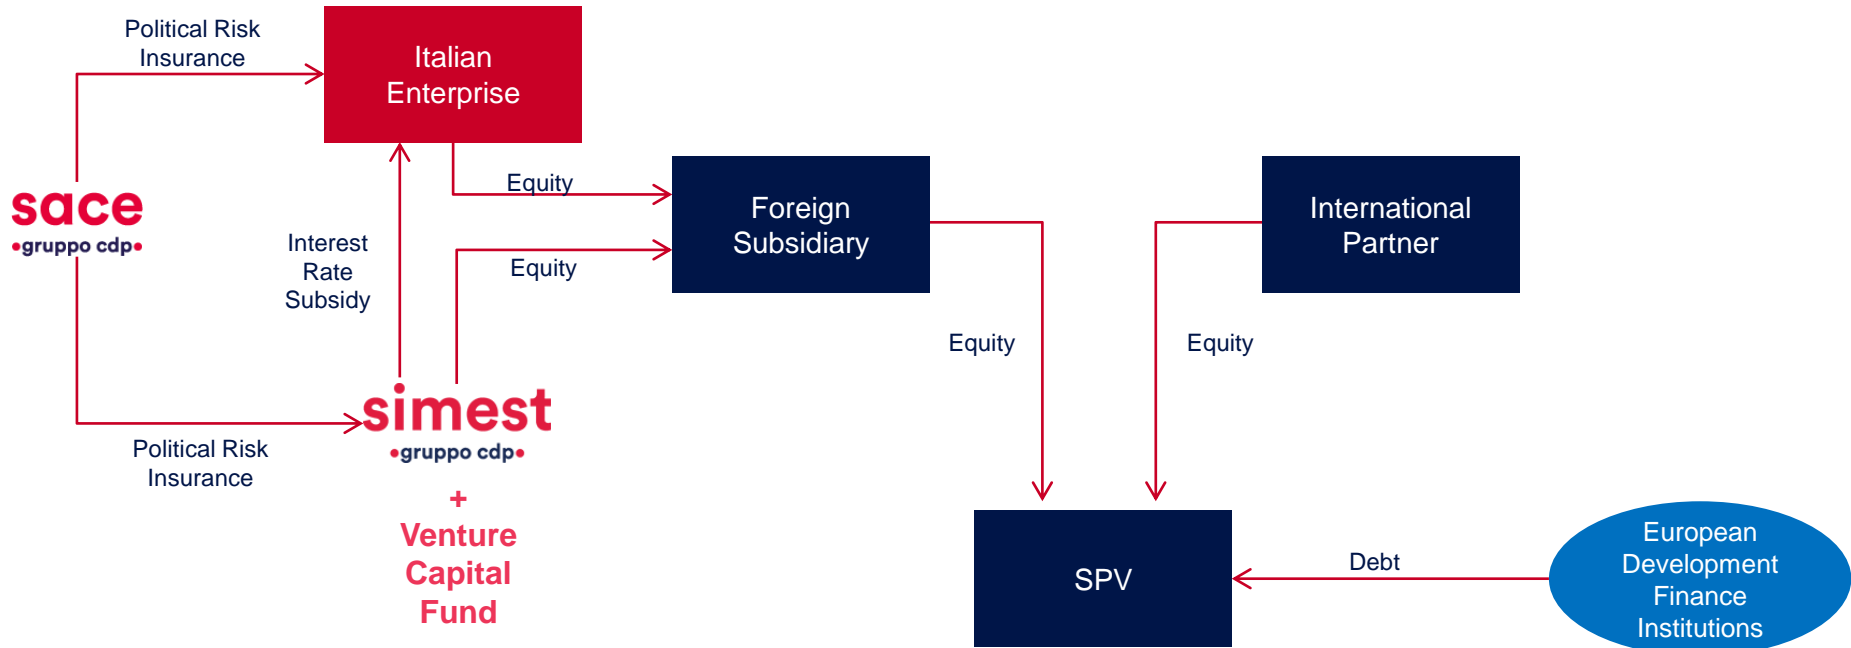 Political Risk
Insurance
Italian
Enterprise
sace
•gruppo cdp•
Equity
Foreign
Subsidiary
International
Partner
Interest
Rate
Subsidy
Equity
Equity
Equity
simest
•gruppo cdp•
Political Risk
Insurance
+
Venture
Capital
Fund
SPV
Debt
European
Development
Finance
Institutions